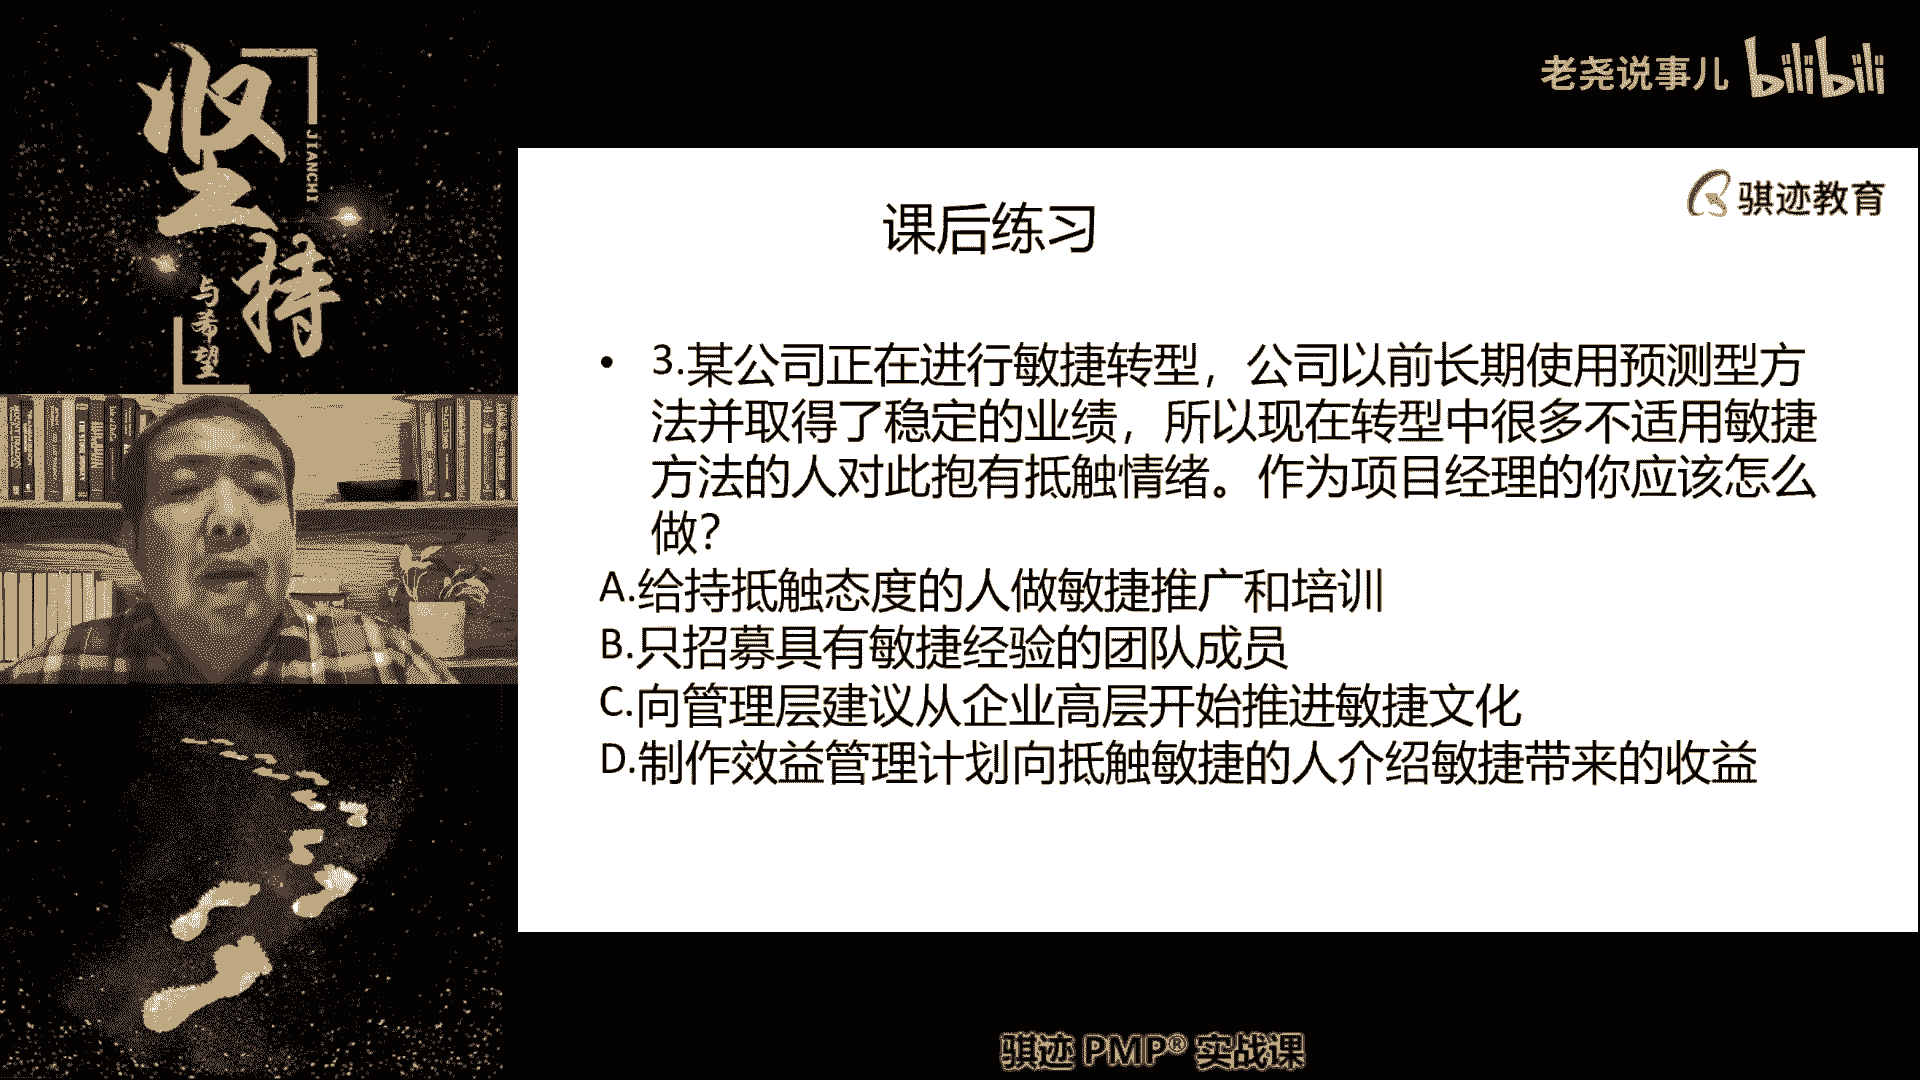 坚持
JIANCHI
与希望
老尧说事儿 bilibili
骐迹教育
课后练习
• 3.某公司正在进行敏捷转型，公司以前长期使用预测型方
法并取得了稳定的业绩，所以现在转型中很多不适用敏捷
方法的人对此抱有抵触情绪。作为项目经理的你应该怎么
做？
A.给持抵触态度的人做敏捷推广和培训
B.只招募具有敏捷经验的团队成员
C.向管理层建议从企业高层开始推进敏捷文化
D.制作效益管理计划向抵触敏捷的人介绍敏捷带来的收益
骐迹 PMP® 实战课